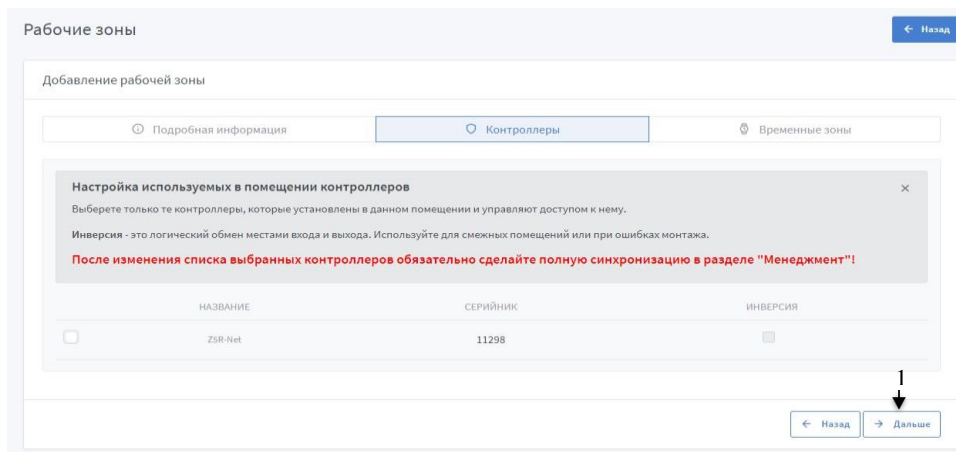 Рабочие зоны
← Назад
Добавление рабочей зоны
Подробная информация
Контроллеры
Временные зоны
Настройка используемых в помещении контроллеров
×
Выберете только те контроллеры, которые установлены в данном помещении и управляют доступом к нему.
Инверсия - это логический обмен местами входа и выхода. Используйте для смежных помещений или при ошибках монтажа.
После изменения списка выбранных контроллеров обязательно сделайте полную синхронизацию в разделе "Менеджмент"!
НАЗВАНИЕ СЕРИЙНИК ИНВЕРСИЯ
Z5R-Net 11298
1
← Назад → Дальше